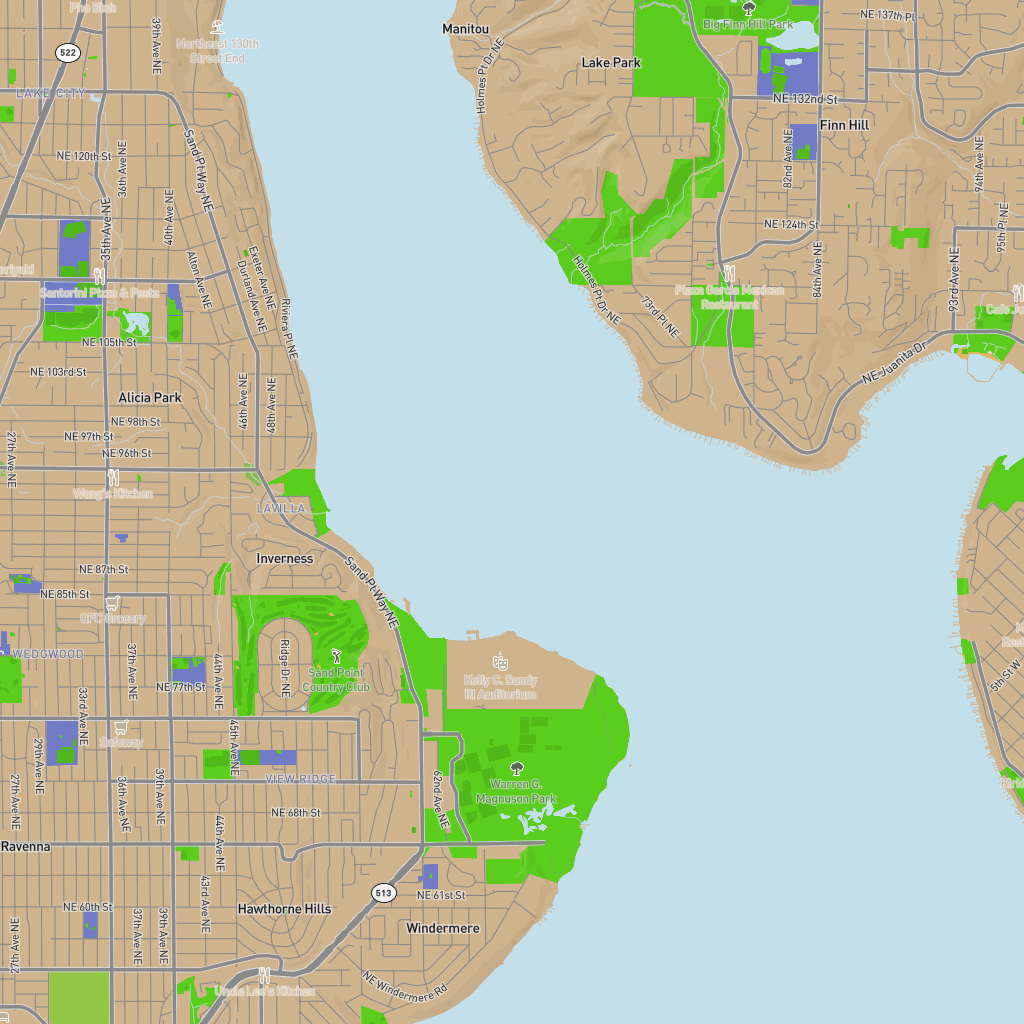 Pho Binh
39th Ave NE
Northeast 130th
Street End
Manitou
Holmes Pt Dr NE
Lake Park
Big Finn Hill Park
NE 137th Pl
522
LAKE CITY
NE 132nd St
Finn Hill
82nd Ave NE
94th Ave NE
Sand Pt Way NE
NE 120th St
36th Ave NE
35th Ave NE
40th Ave NE
NE 124th St
95th Pl NE
Alton Ave NE
Exeter Ave NE
Durland Ave NE
Riviera Pl NE
Holmes Pt Dr NE
73rd Pl NE
84th Ave NE
93rd Ave NE
Santorini Pizza & Pasta
Plaza Garcia Mexican
Restaurant
NE 105th St
NE Juanita Dr
NE 103rd St
Alicia Park
46th Ave NE
48th Ave NE
NE 98th St
NE 97th St
NE 96th St
27th Ave NE
Wong's Kitchen
LAVILLA
Inverness
NE 87th St
NE 85th St
QFC Grocery
Sand Pt Way NE
WEDGWOOD
37th Ave NE
44th Ave NE
Ridge Dr NE
Sand Point
Country Club
NE 77th St
33rd Ave NE
Kelly C. Sandy
III Auditorium
5th St W
Safeway
45th Ave NE
29th Ave NE
27th Ave NE
VIEW RIDGE
36th Ave NE
39th Ave NE
62nd Ave NE
Warren G.
Magnuson Park
NE 68th St
44th Ave NE
Ravenna
43rd Ave NE
513
NE 61st St
Hawthorne Hills
Windermere
NE 60th St
37th Ave NE
39th Ave NE
27th Ave NE
Uncle Lee's Kitchen
NE Windermere Rd